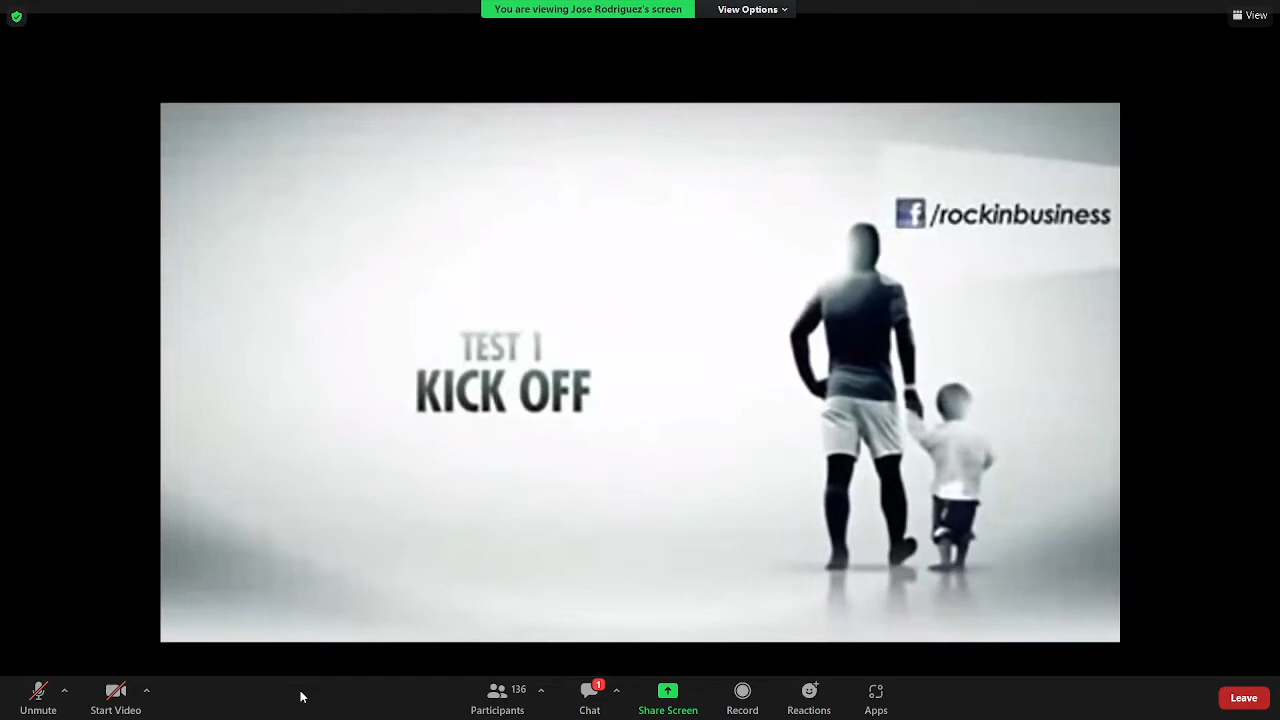 You are viewing Jose Rodriguez's screen
View Options
View
f/rockinbusiness
TEST 1
KICK OFF
Unmute
Start Video
136
Participants
1
Chat
Share Screen
Record
Reactions
Apps
Leave